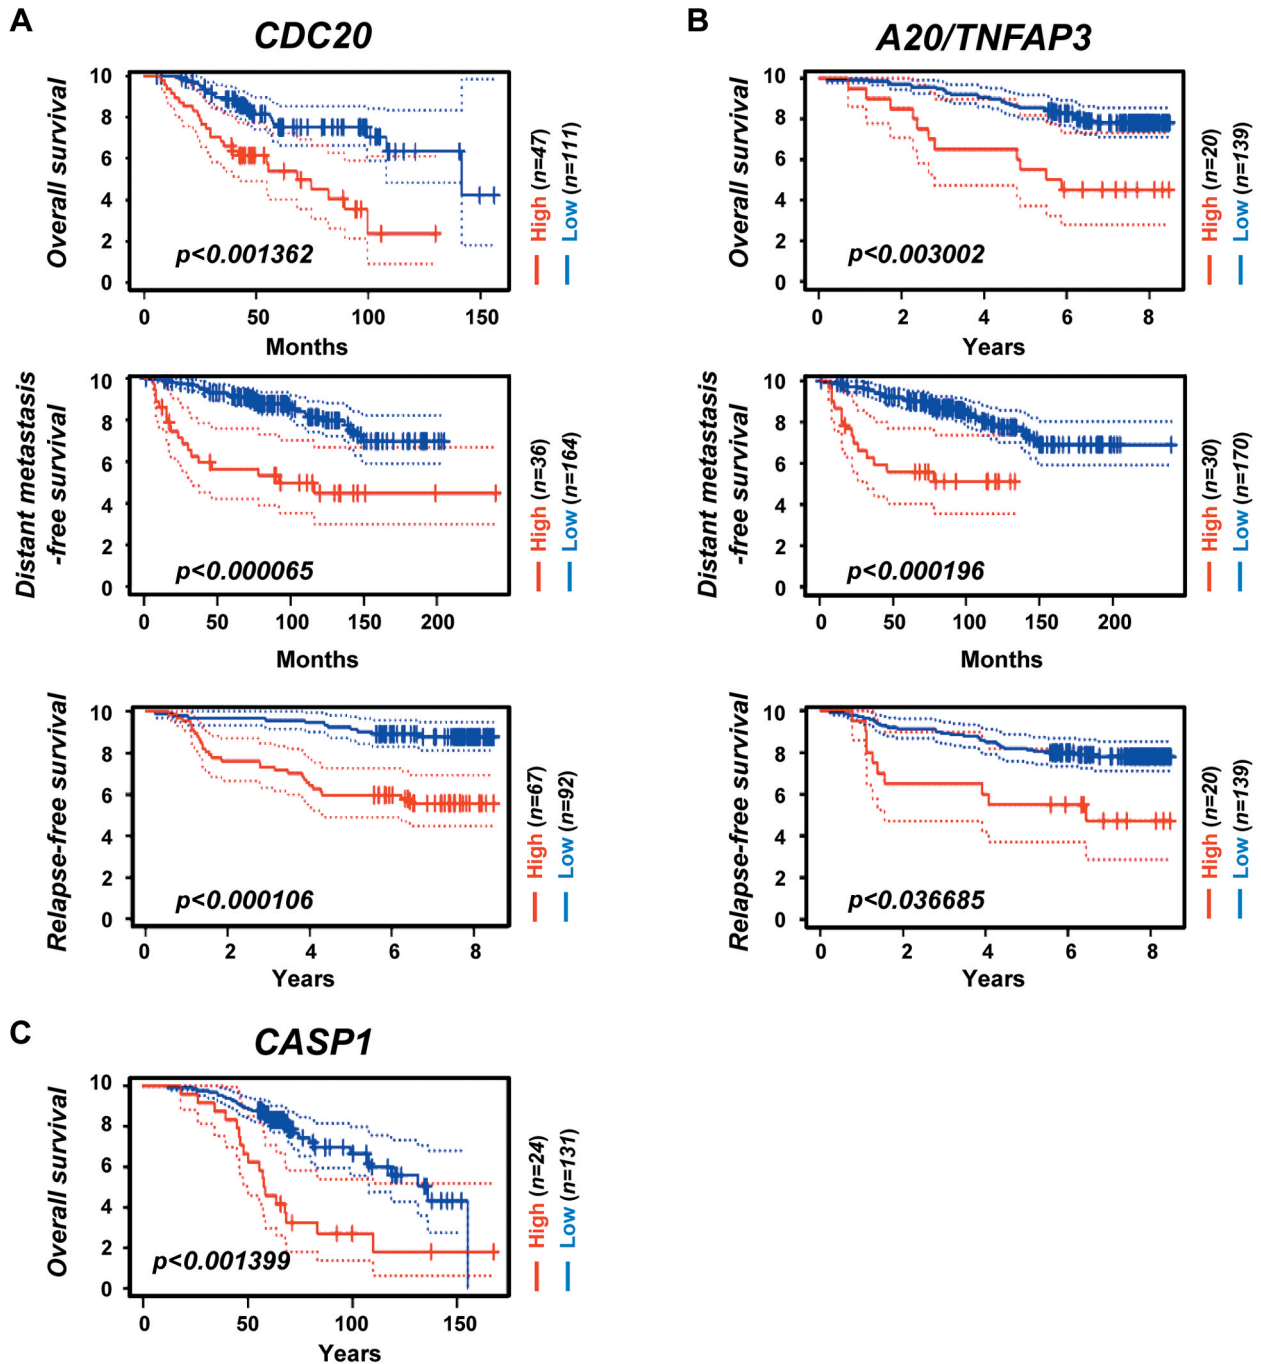 A
CDC20
Overall survival
10
8
6
4
2
0
p<0.001362
0 50 100 150
Months
High (n=47)
Low (n=111)
Distant metastasis
-free survival
10
8
6
4
2
0
p<0.000065
0 50 100 150 200
Months
High (n=36)
Low (n=164)
Relapse-free survival
10
8
6
4
2
0
p<0.000106
0 2 4 6 8
Years
High (n=67)
Low (n=92)
B
A20/TNFAP3
Overall survival
10
8
6
4
2
0
p<0.003002
0 2 4 6 8
Years
High (n=20)
Low (n=139)
Distant metastasis
-free survival
10
8
6
4
2
0
p<0.000196
0 50 100 150 200
Months
High (n=30)
Low (n=170)
Relapse-free survival
10
8
6
4
2
0
p<0.036685
0 2 4 6 8
Years
High (n=20)
Low (n=139)
C
CASP1
Overall survival
10
8
6
4
2
0
p<0.001399
0 50 100 150
Years
High (n=24)
Low (n=131)